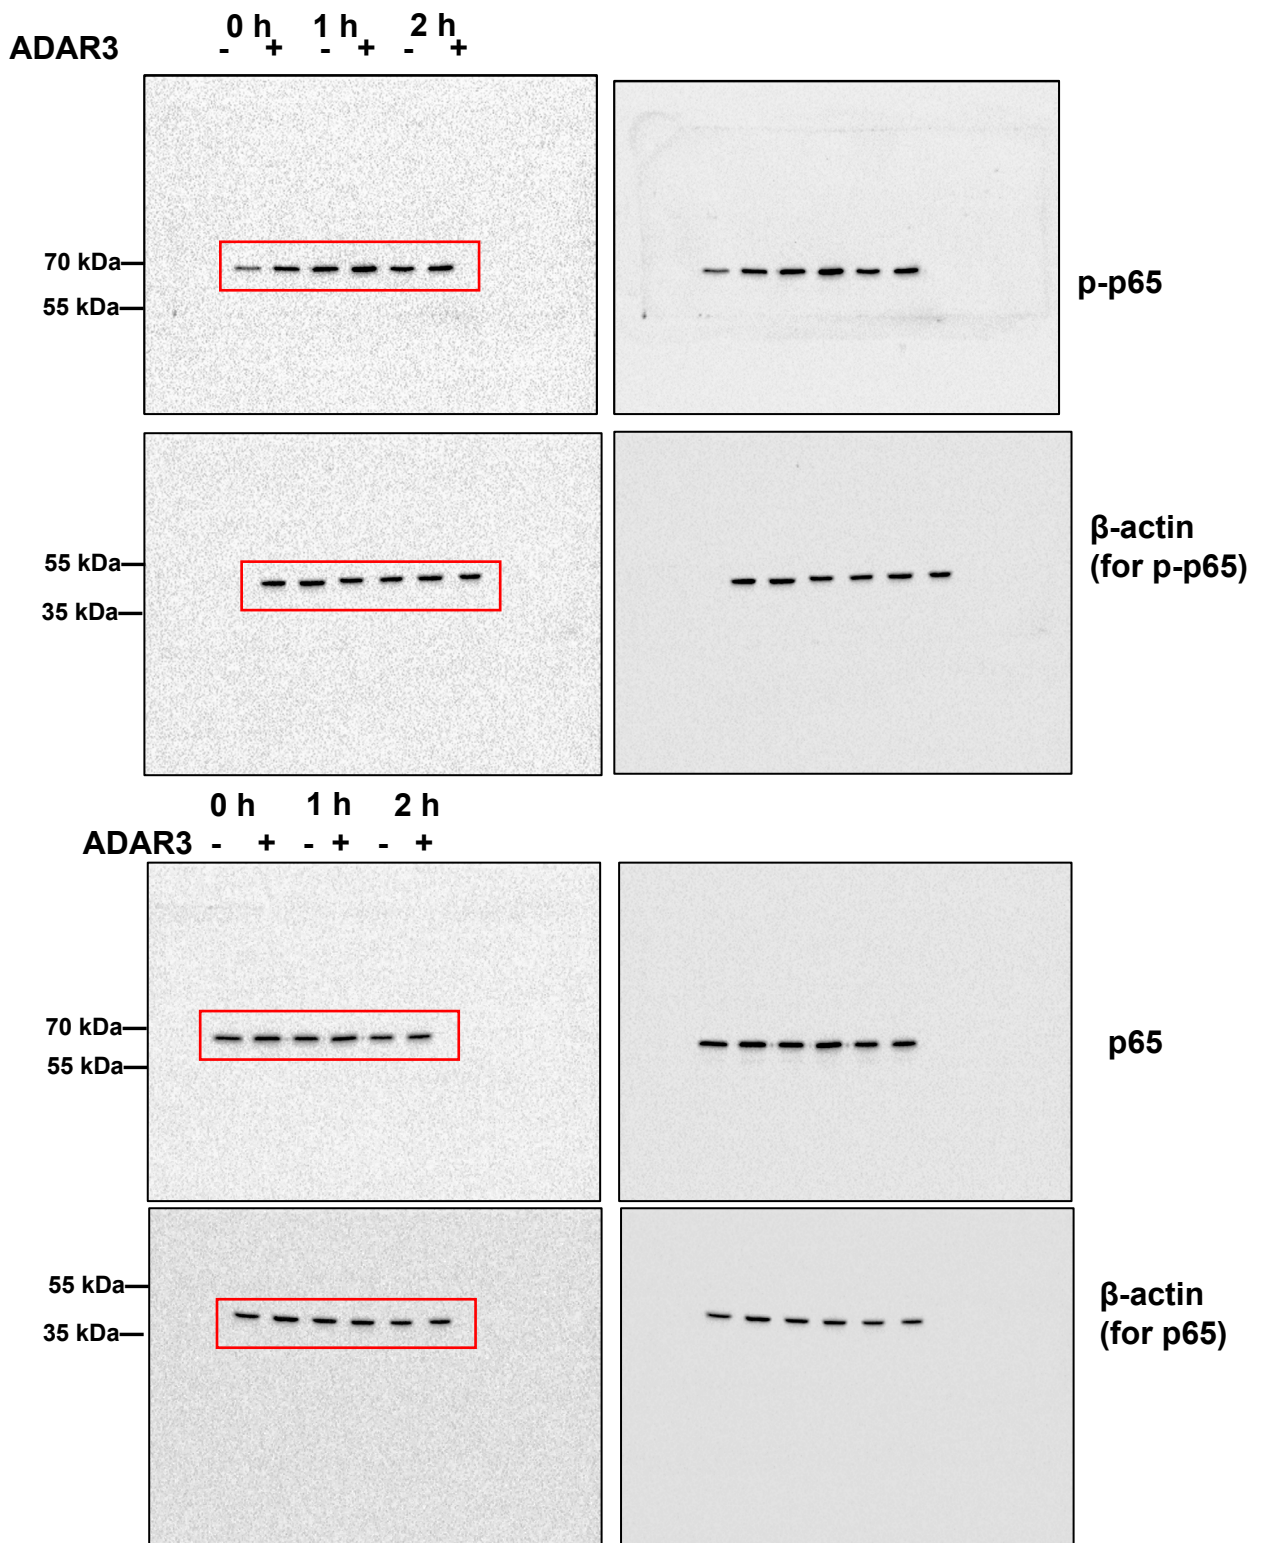 0 h 1 h 2 h
ADAR3 - + - + - +
70 kDa
55 kDa
p-p65
55 kDa
35 kDa
β-actin
(for p-p65)
0 h 1 h 2 h
ADAR3 - + - + - +
70 kDa
55 kDa
p65
55 kDa
35 kDa
β-actin
(for p65)